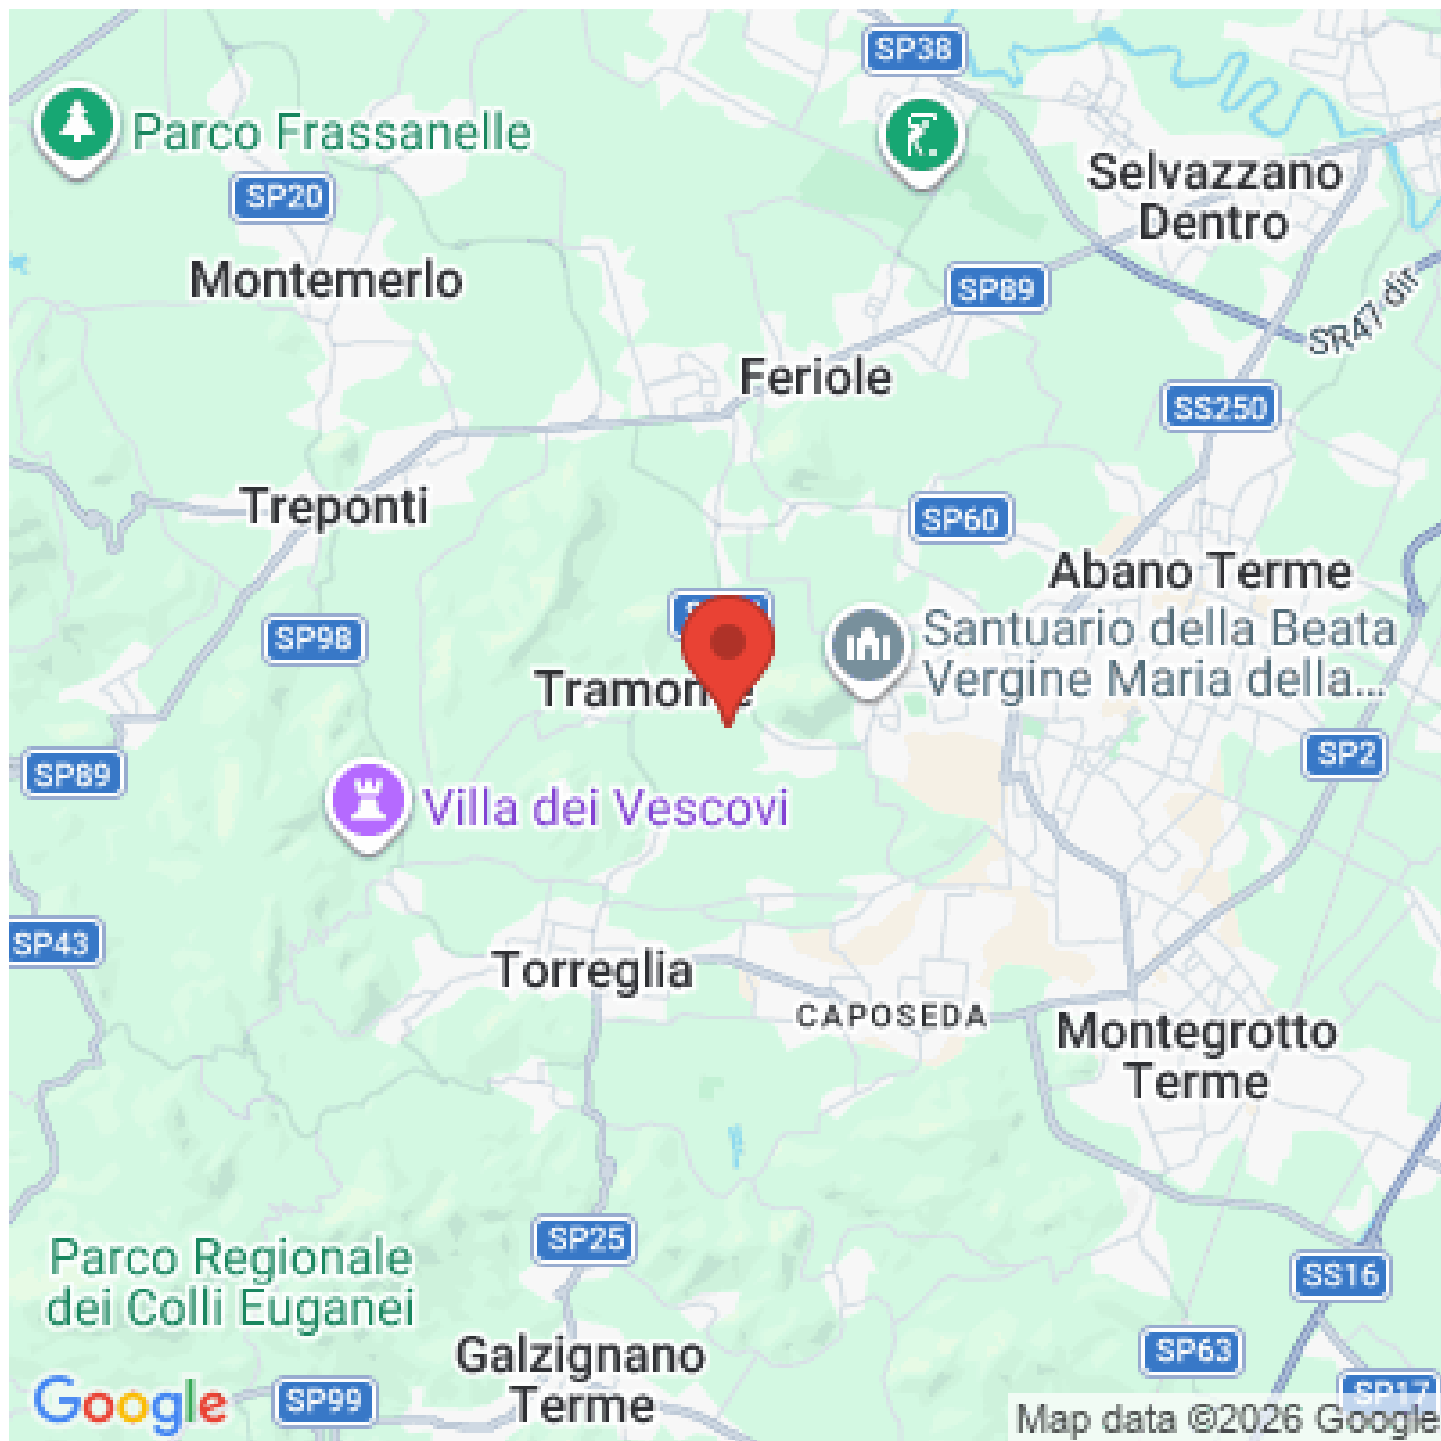 SP38
Parco Frassanelle
Selvazzano
Dentro
SP20
Montemerlo
SP89
SR47 dir
Feriole
SS250
Treponti
SP60
Abano Terme
Santuario della Beata
Vergine Maria della...
SP98
SP2
SP89
Villa dei Vescovi
SP43
Torreglia
CAPOSEDA
Montegrotto
Terme
SP25
Parco Regionale
dei Colli Euganei
SS16
Galzignano
Terme
SP63
SP99
SP17
Google
Map data ©2026 Google